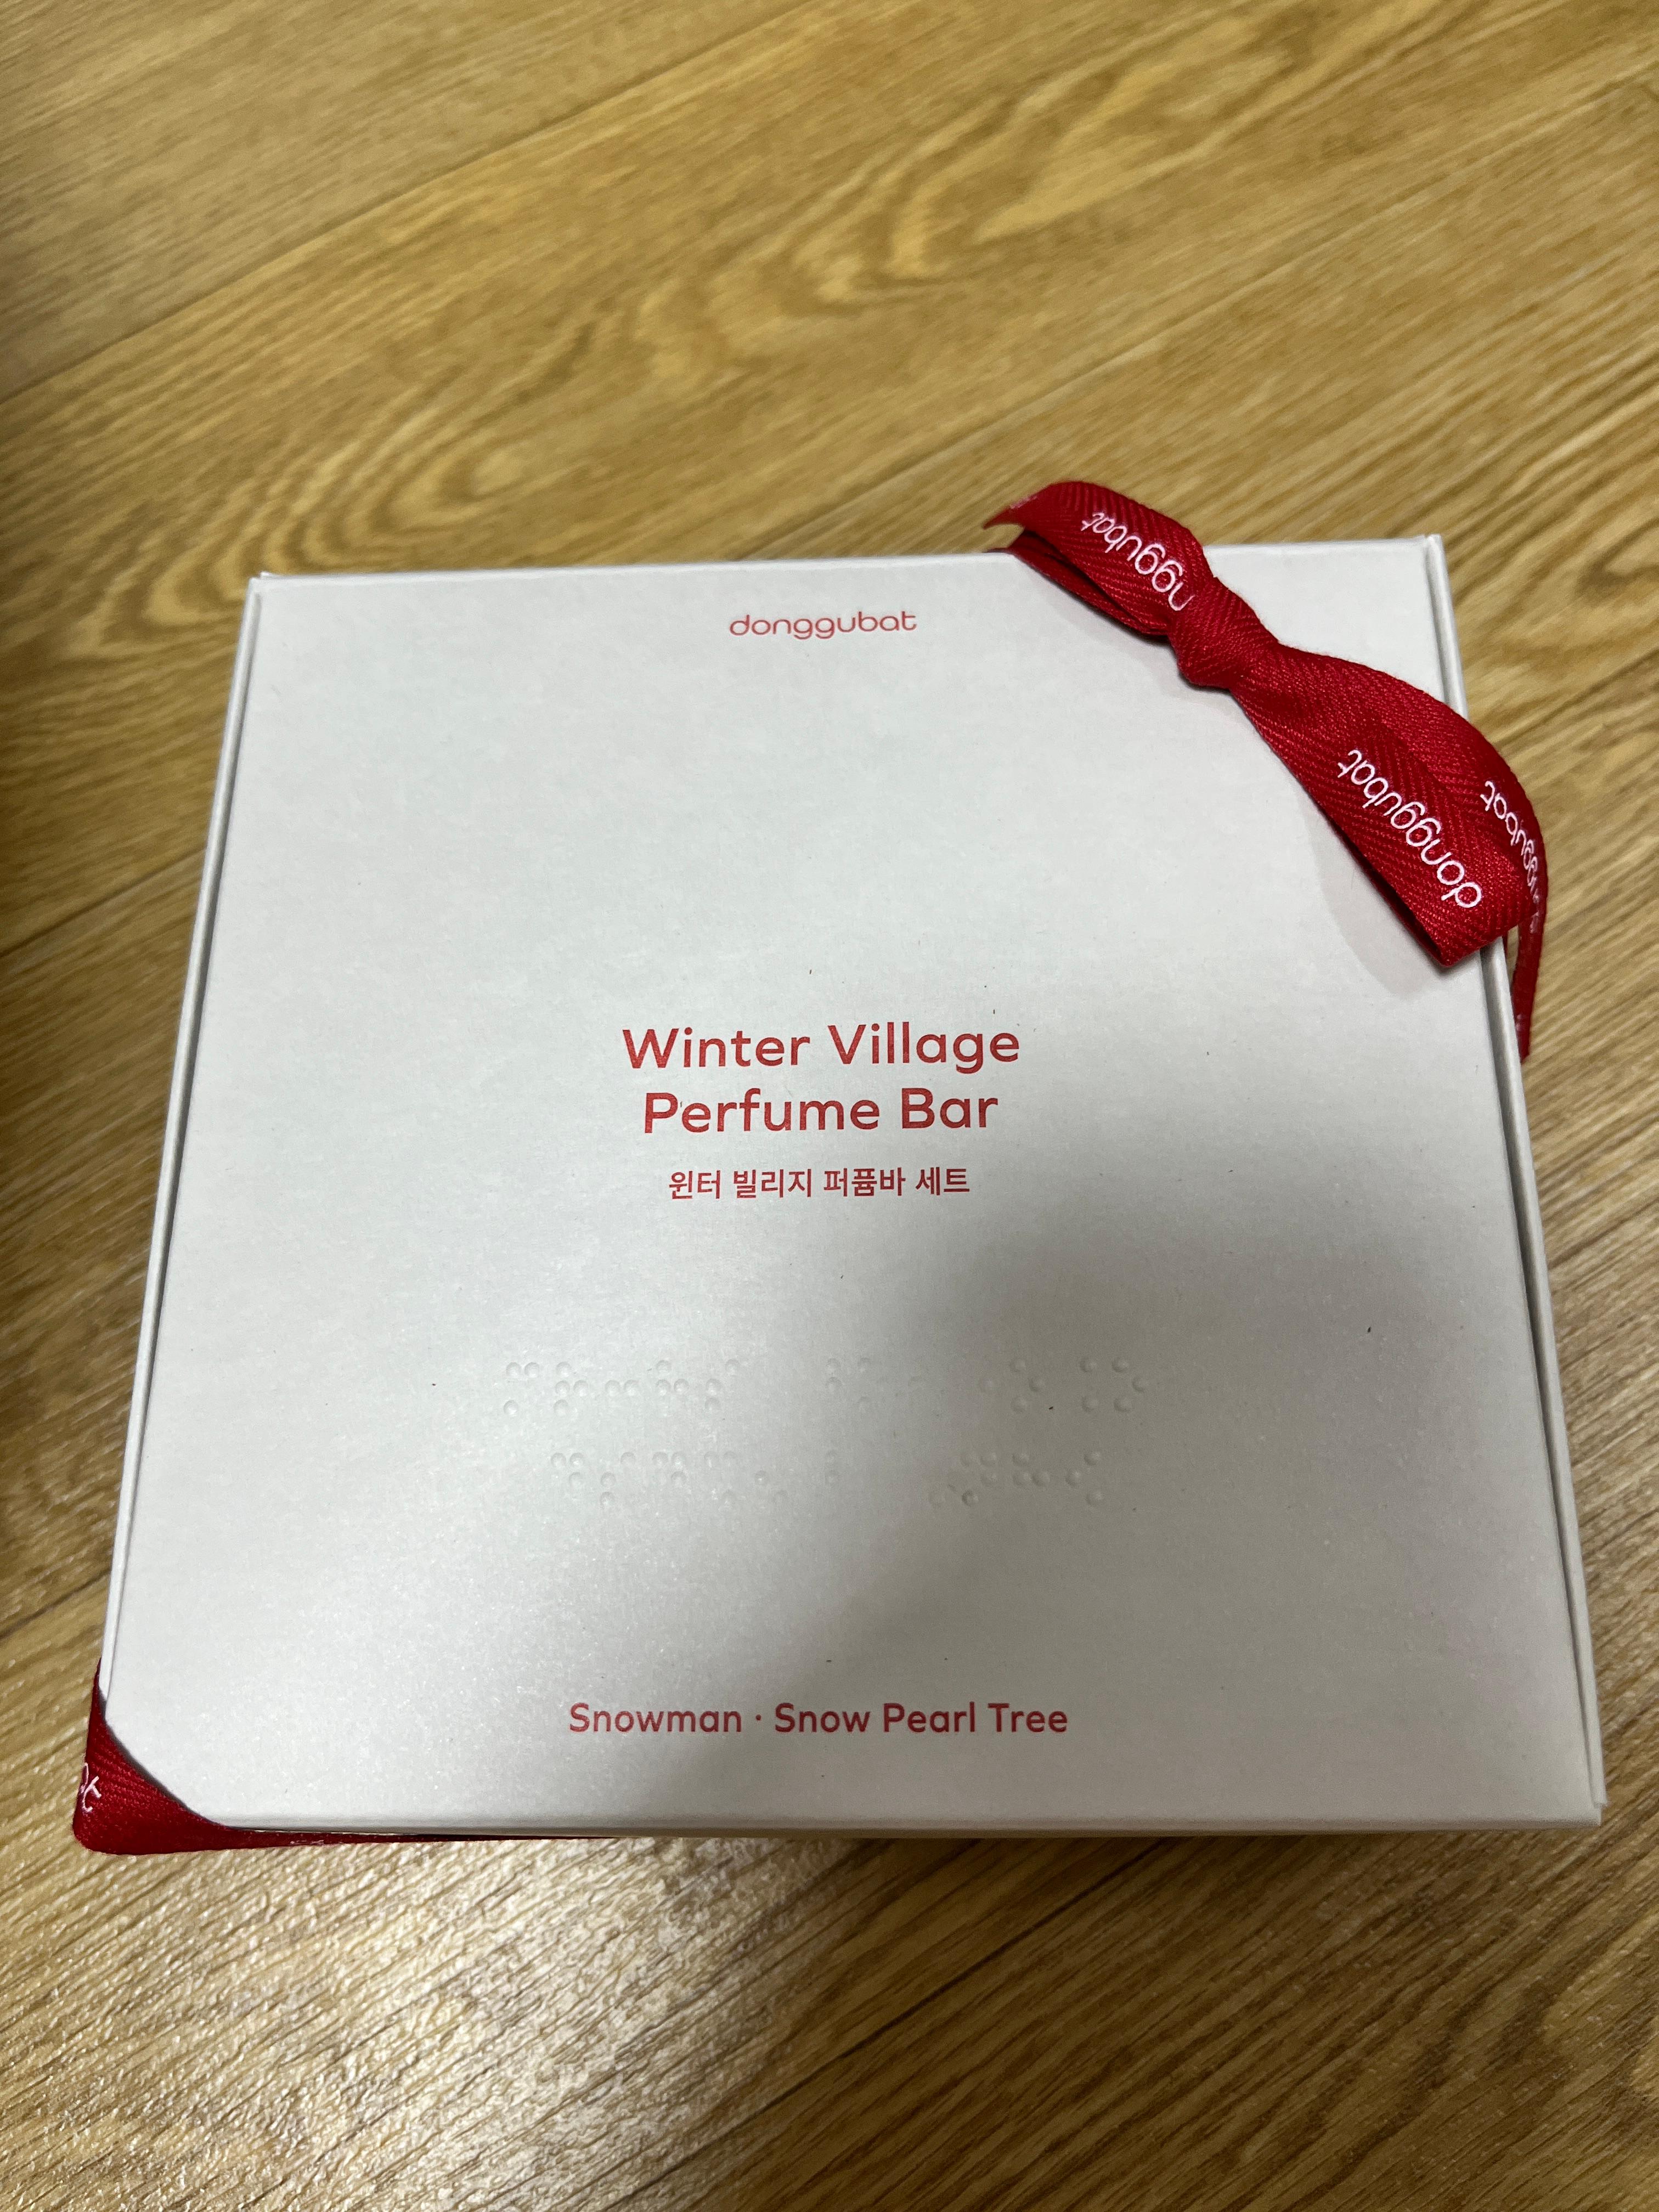 donggubat
nggubat
donggubat
Winter Village
Perfume Bar
윈터 빌리지 퍼퓸바 세트
Snowman · Snow Pearl Tree